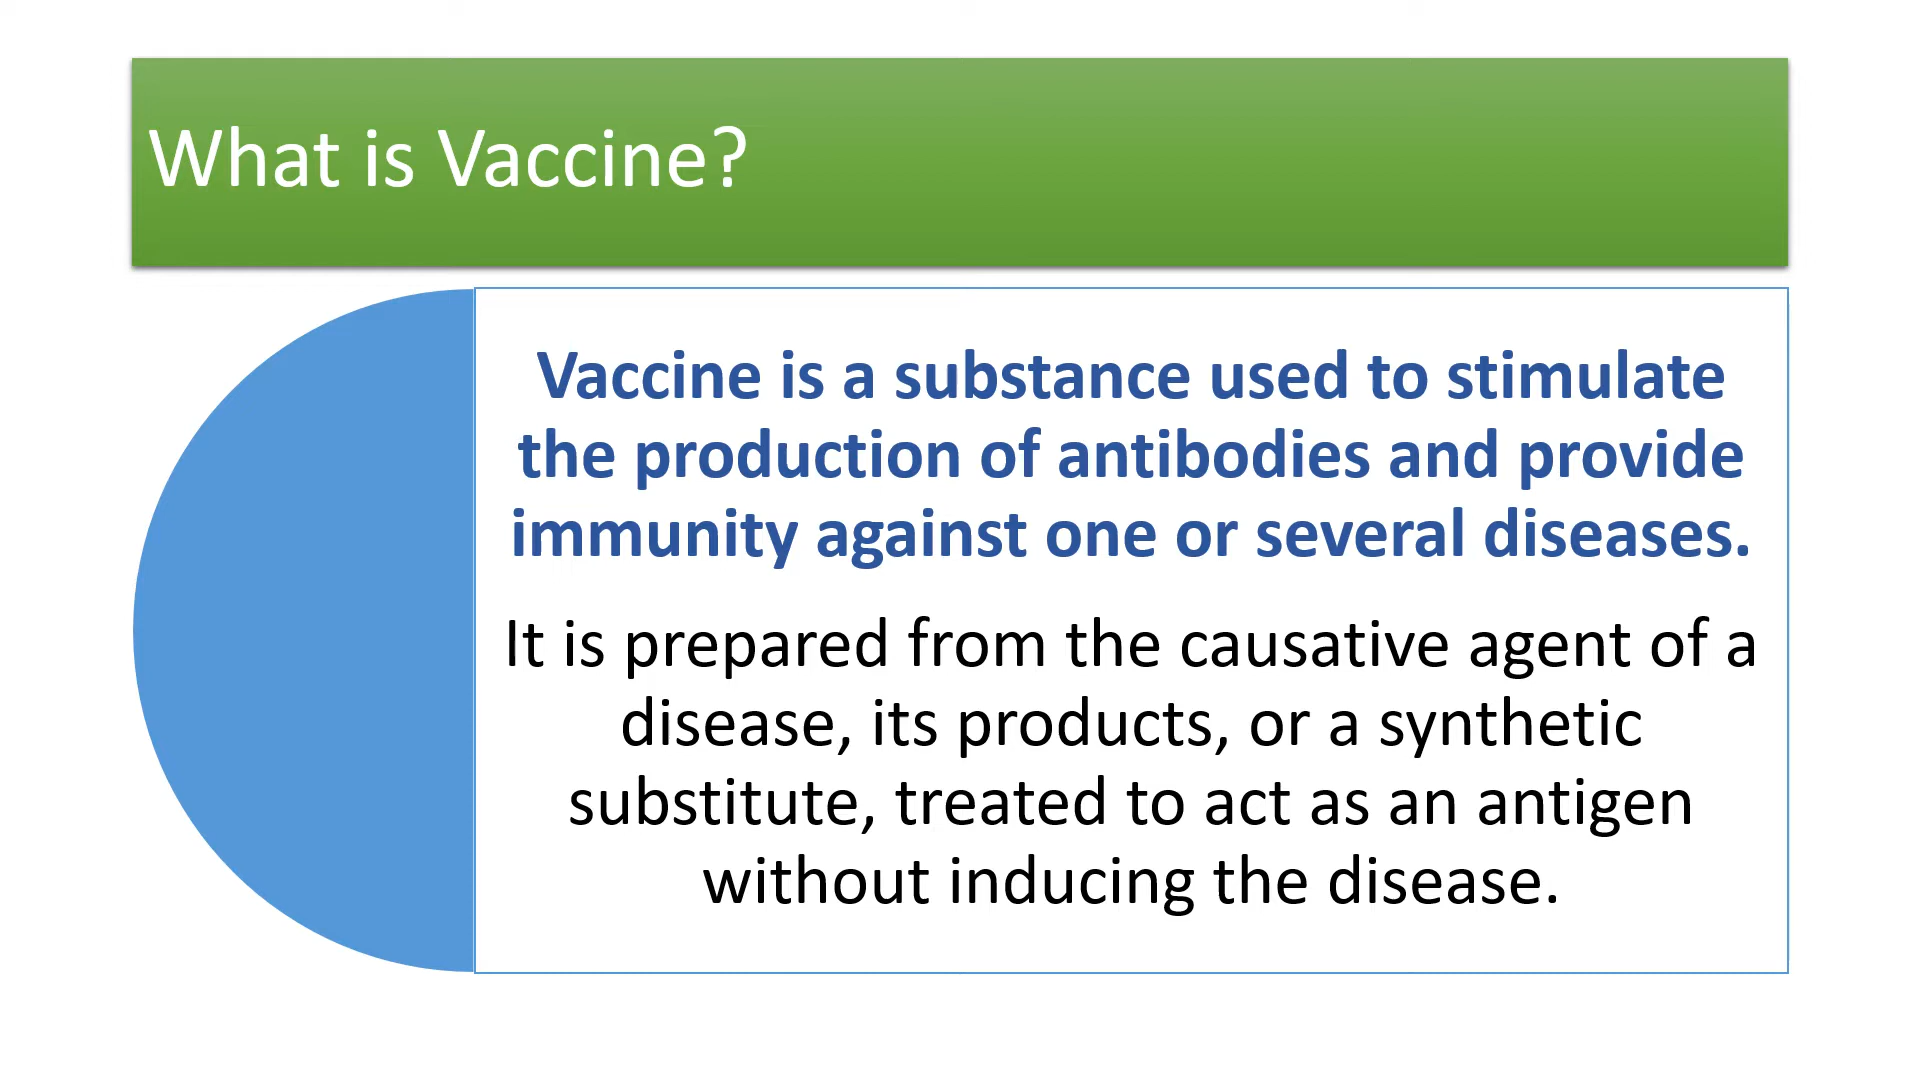 What is Vaccine?
Vaccine is a substance used to stimulate
the production of antibodies and provide
immunity against one or several diseases.
It is prepared from the causative agent of a
disease, its products, or a synthetic
substitute, treated to act as an antigen
without inducing the disease.